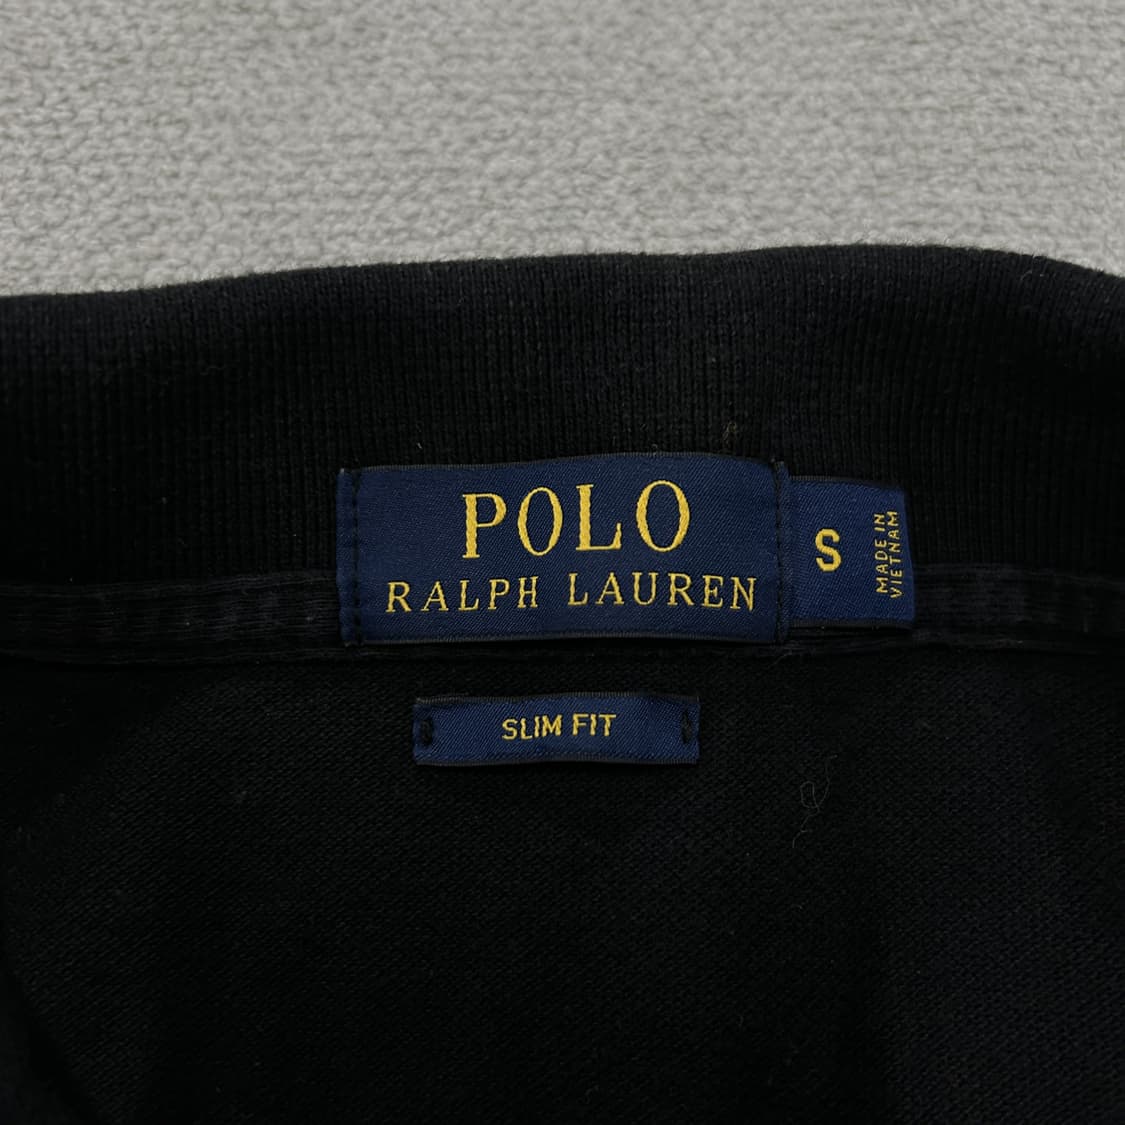 POLO
RALPH LAUREN
S
MADE IN
VIETNAM
SLIM FIT